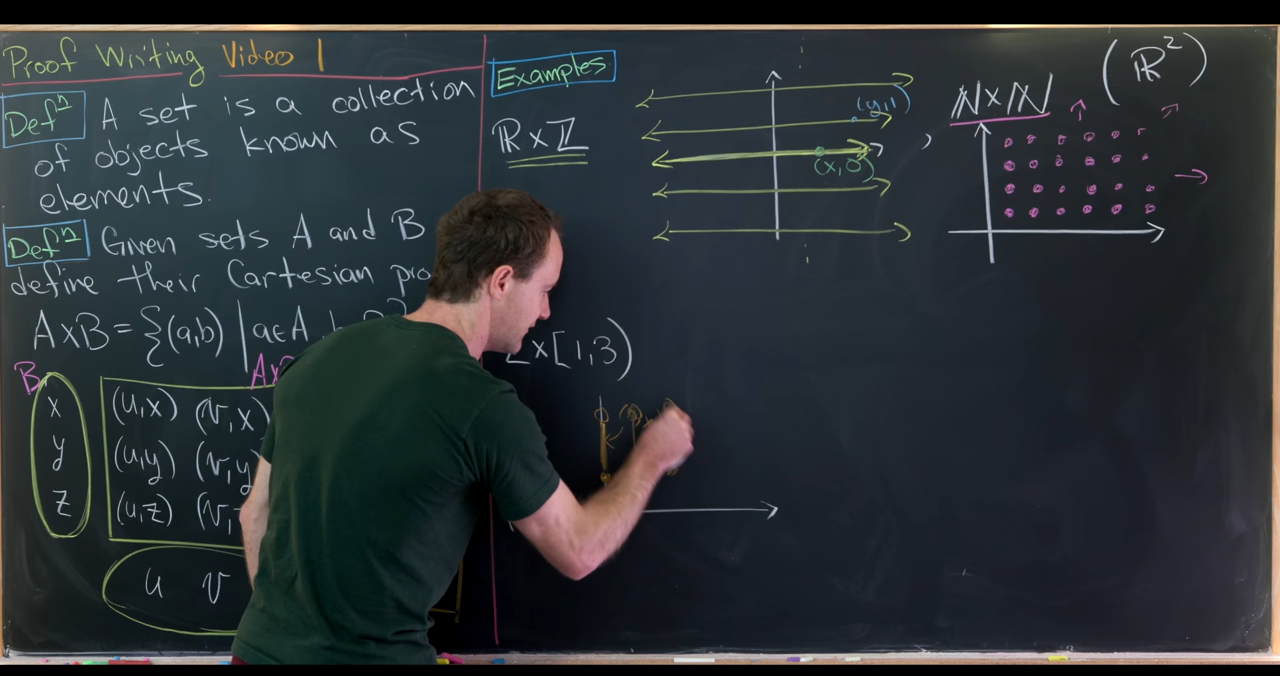 Proof Writing Video 1
Defⁿ A set is a collection
of objects known as
elements.
Defⁿ Given sets A and B
define their Cartesian
A×B = {(a,b) | a∈A
B
x (u,x) (v,x)
y (u,y) (v,y
z (u,z) (v,
u v
Examples
ℝ×ℤ
(y,1)
(x,0)
,
ℕ×ℕ
(ℝ²)
×[1,3)